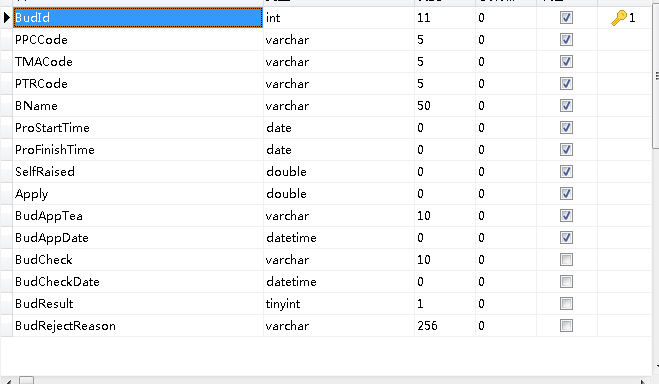 BudId int 11 0 1
PPCCode varchar 5 0
TMACode varchar 5 0
PTRCode varchar 5 0
BName varchar 50 0
ProStartTime date 0 0
ProFinishTime date 0 0
SelfRaised double 0 0
Apply double 0 0
BudAppTea varchar 10 0
BudAppDate datetime 0 0
BudCheck varchar 10 0
BudCheckDate datetime 0 0
BudResult tinyint 1 0
BudRejectReason varchar 256 0